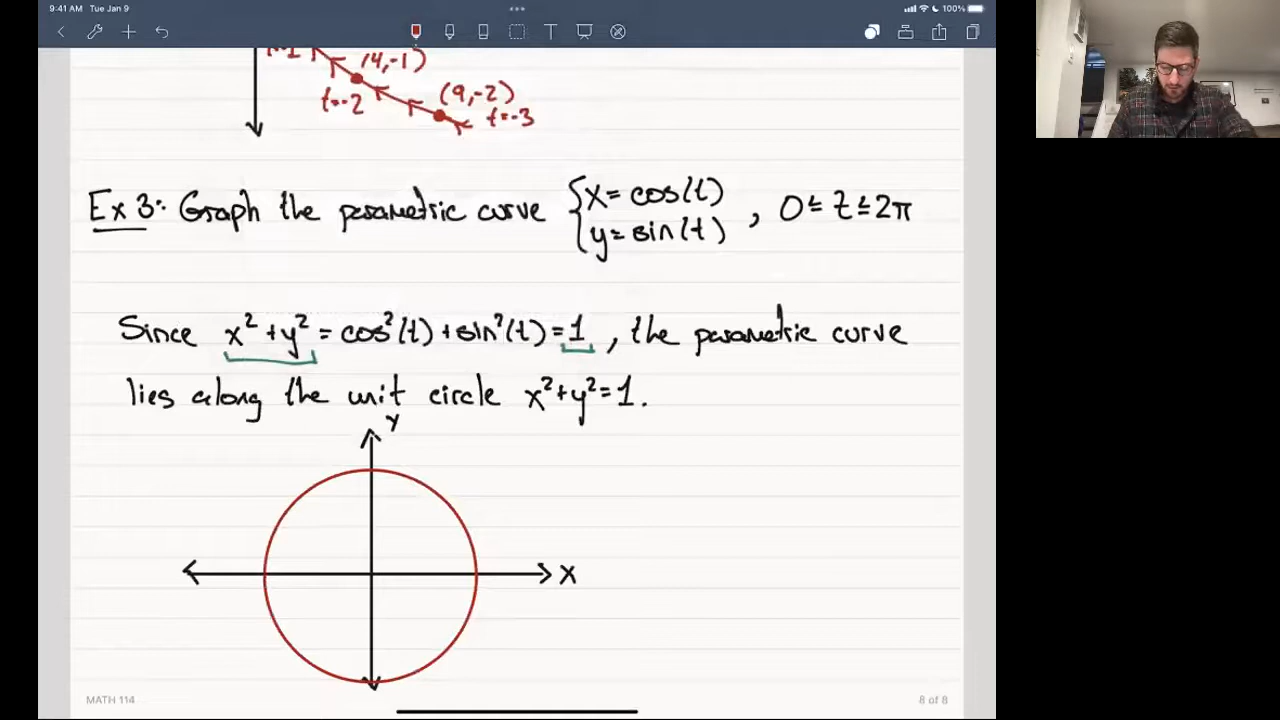 9:41 AM Tue Jan 9
100%
(4,-1)
t=-2
(9,-2)
t=-3
Ex 3: Graph the parametric curve { x= cos(t) y= sin(t) , 0≤t≤2π
Since x²+y² = cos²(t)+sin²(t)=1, the parametric curve
lies along the unit circle x²+y²=1.
y
x
MATH 114
8 of 8